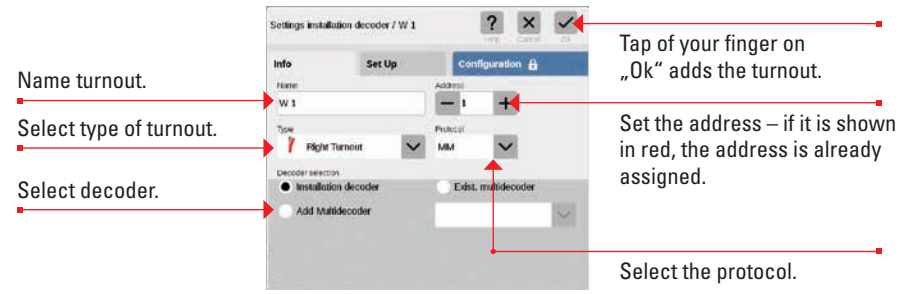 Settings installation decoder / W 1
?
Help
Cancel
Ok
Info
Set Up
Configuration
Name
Address
W 1
1
Type
Protocol
Right Turnout
MM
Decoder selection
Installation decoder
Exist. multidecoder
Add Multidecoder
Name turnout.
Select type of turnout.
Select decoder.
Tap of your finger on
„Ok“ adds the turnout.
Set the address – if it is shown
in red, the address is already
assigned.
Select the protocol.